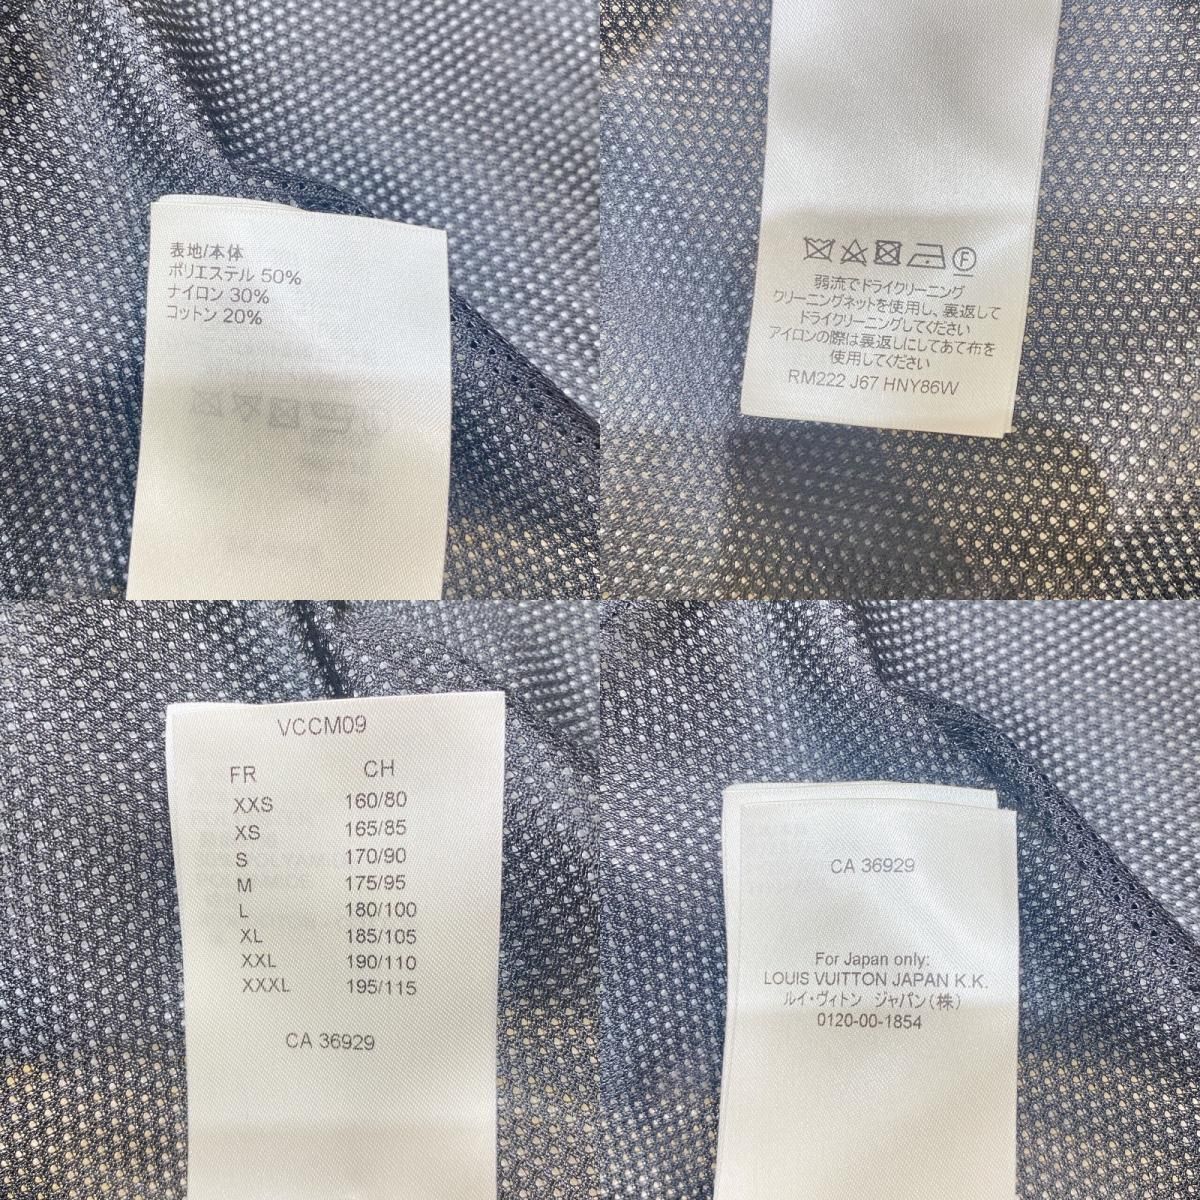 表地/本体
ポリエステル 50%
ナイロン 30%
コットン 20%
F
弱流でドライクリーニング
クリーニングネットを使用し、裏返して
ドライクリーニングしてください
アイロンの際は裏返しにしてあて布を
使用してください
RM222 J67 HNY86W
VCCM09
FR CH
XXS 160/80
XS 165/85
S 170/90
M 175/95
L 180/100
XL 185/105
XXL 190/110
XXXL 195/115
CA 36929
CA 36929
For Japan only:
LOUIS VUITTON JAPAN K.K.
ルイ・ヴィトン ジャパン(株)
0120-00-1854